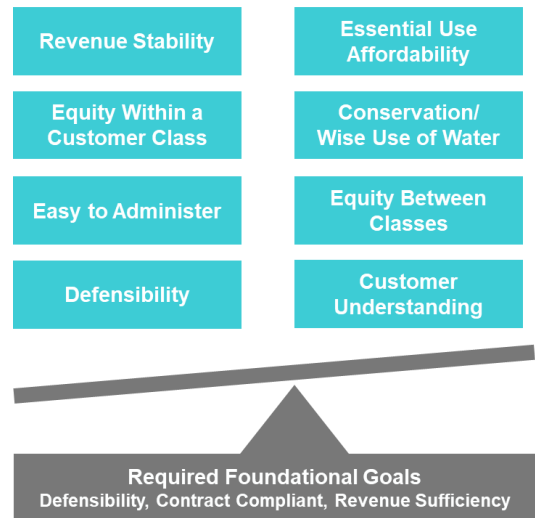 Revenue Stability
Essential Use
Affordability
Equity Within a
Customer Class
Conservation/
Wise Use of Water
Easy to Administer
Equity Between
Classes
Defensibility
Customer
Understanding
Required Foundational Goals
Defensibility, Contract Compliant, Revenue Sufficiency